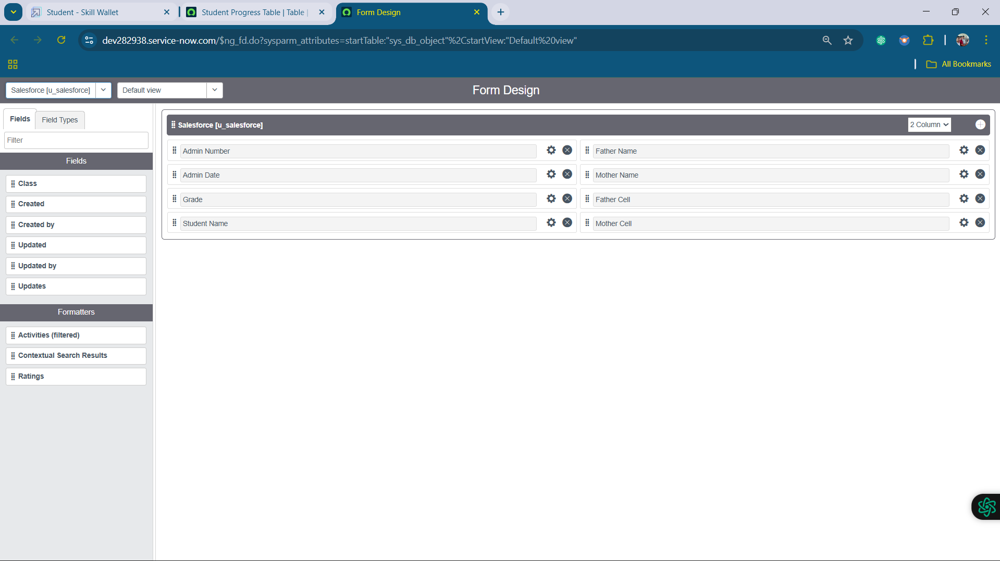 Student - Skill Wallet
Student Progress Table | Table |
Form Design
dev282938.service-now.com/$ng_fd.do?sysparm_attributes=startTable:"sys_db_object"%2CstartView:"Default%20view"
All Bookmarks
Salesforce [u_salesforce]
Default view
Form Design
Fields
Field Types
Filter
Fields
Class
Created
Created by
Updated
Updated by
Updates
Formatters
Activities (filtered)
Contextual Search Results
Ratings
Salesforce [u_salesforce]
2 Column
Admin Number
Father Name
Admin Date
Mother Name
Grade
Father Cell
Student Name
Mother Cell